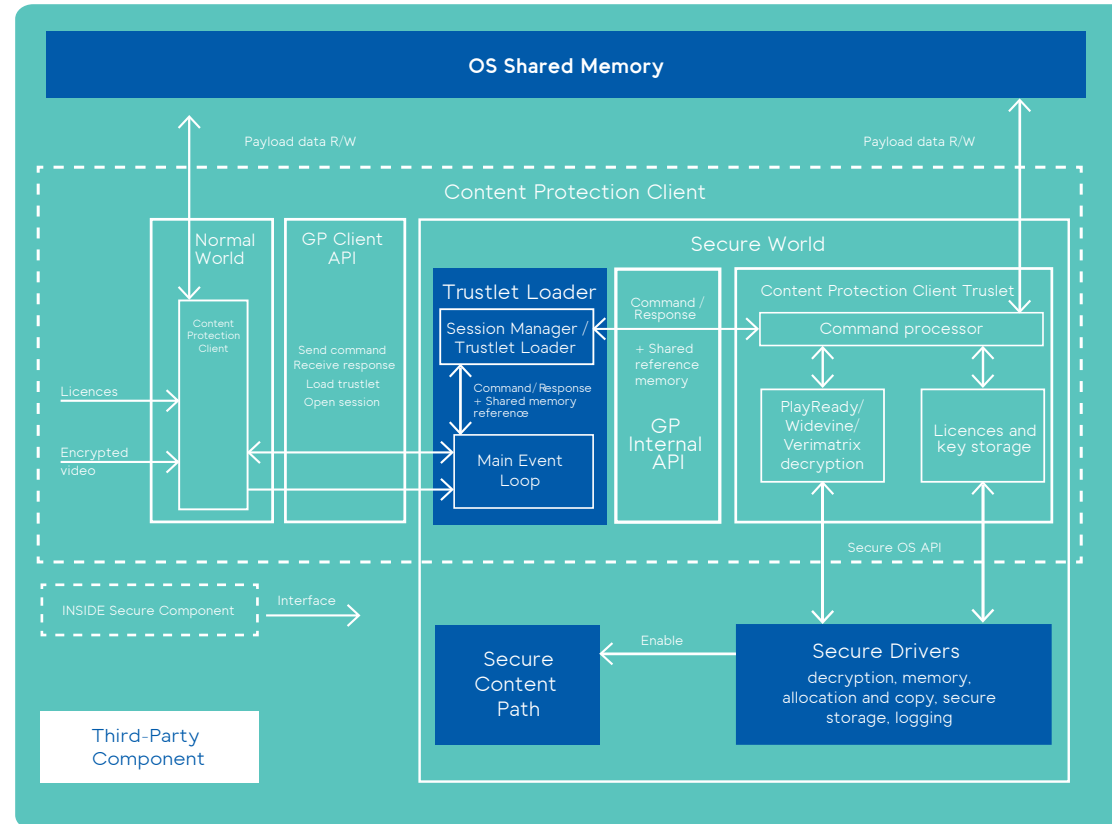 OS Shared Memory
Payload data R/W
Payload data R/W
Content Protection Client
Normal
World
Content
Protection
Client
Licences
Encrypted
video
GP Client
API
Send command
Receive response
Load trustlet
Open session
Secure World
Trustlet Loader
Session Manager /
Trustlet Loader
Command/Response
+ Shared memory
reference
Main Event
Loop
Command /
Response
+ Shared
reference
memory
GP
Internal
API
Content Protection Client Truslet
Command processor
PlayReady/
Widevine/
Verimatrix
decryption
Licences and
key storage
Secure OS API
INSIDE Secure Component
Interface
Secure
Content
Path
Enable
Secure Drivers
decryption, memory,
allocation and copy, secure
storage, logging
Third-Party
Component